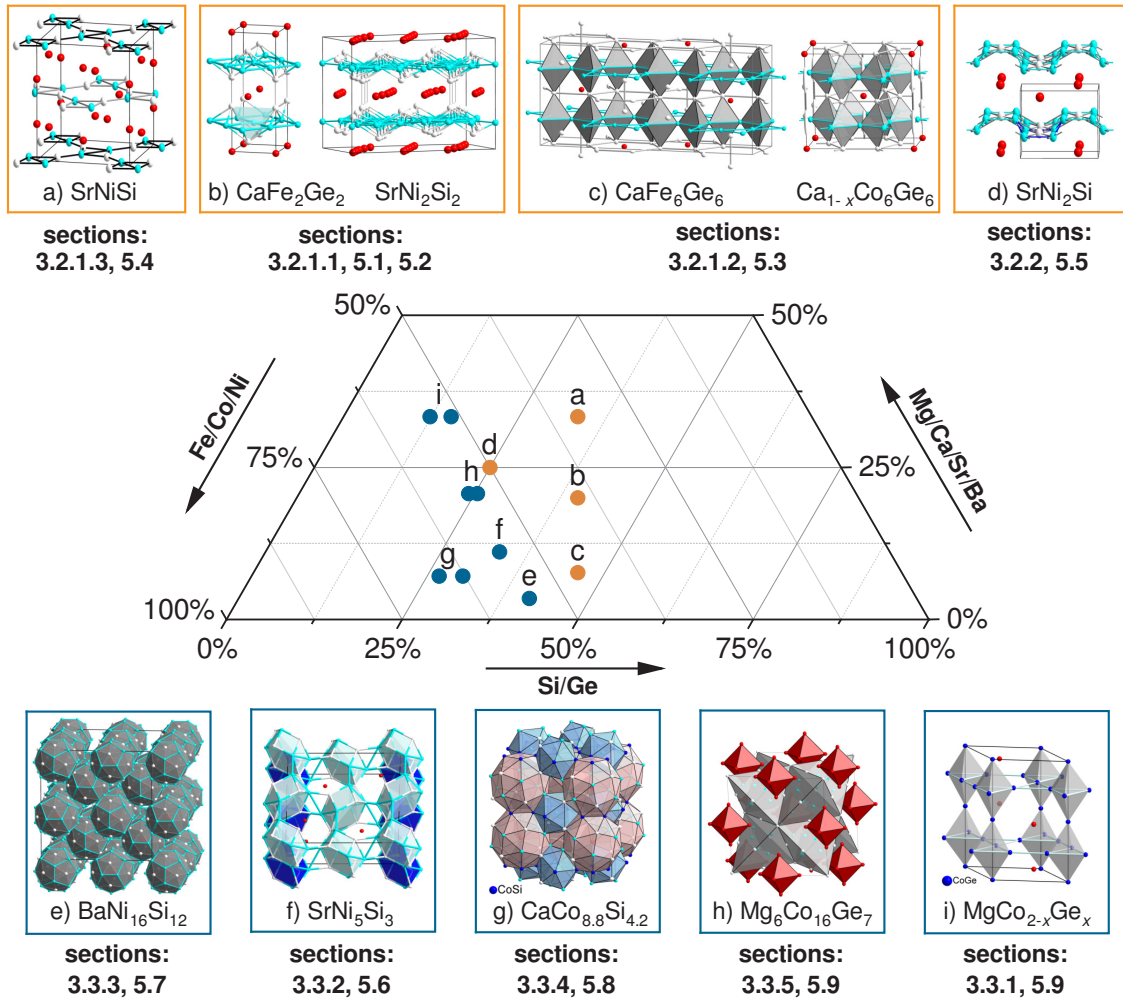 a) SrNiSi
b) CaFe₂Ge₂ SrNi₂Si₂
c) CaFe₆Ge₆ Ca₁₋ₓCo₆Ge₆
d) SrNi₂Si
sections:
3.2.1.3, 5.4
sections:
3.2.1.1, 5.1, 5.2
sections:
3.2.1.2, 5.3
sections:
3.2.2, 5.5
50% 50%
Fe/Co/Ni
Mg/Ca/Sr/Ba
i a
d
75% 25%
h b
f
g c
e
100% 0%
0% 25% 50% 75% 100%
Si/Ge
CoSi
CoGe
e) BaNi₁₆Si₁₂
f) SrNi₅Si₃
g) CaCo₈.₈Si₄.₂
h) Mg₆Co₁₆Ge₇
i) MgCo₂₋ₓGeₓ
sections:
3.3.3, 5.7
sections:
3.3.2, 5.6
sections:
3.3.4, 5.8
sections:
3.3.5, 5.9
sections:
3.3.1, 5.9